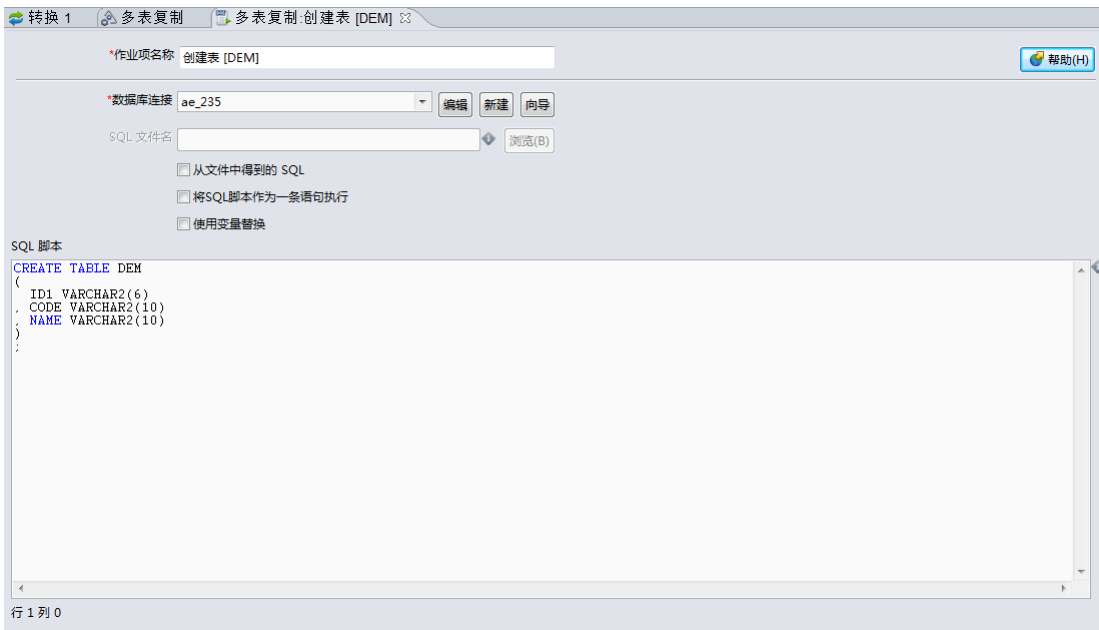 转换 1 多表复制 多表复制:创建表 [DEM]
*作业项名称 创建表 [DEM] 帮助(H)
*数据库连接 ae_235 编辑 新建 向导
SQL 文件名 浏览(B)
从文件中得到的 SQL
将SQL脚本作为一条语句执行
使用变量替换
SQL 脚本
CREATE TABLE DEM
(
ID1 VARCHAR2(6)
, CODE VARCHAR2(10)
, NAME VARCHAR2(10)
)
;
行 1 列 0